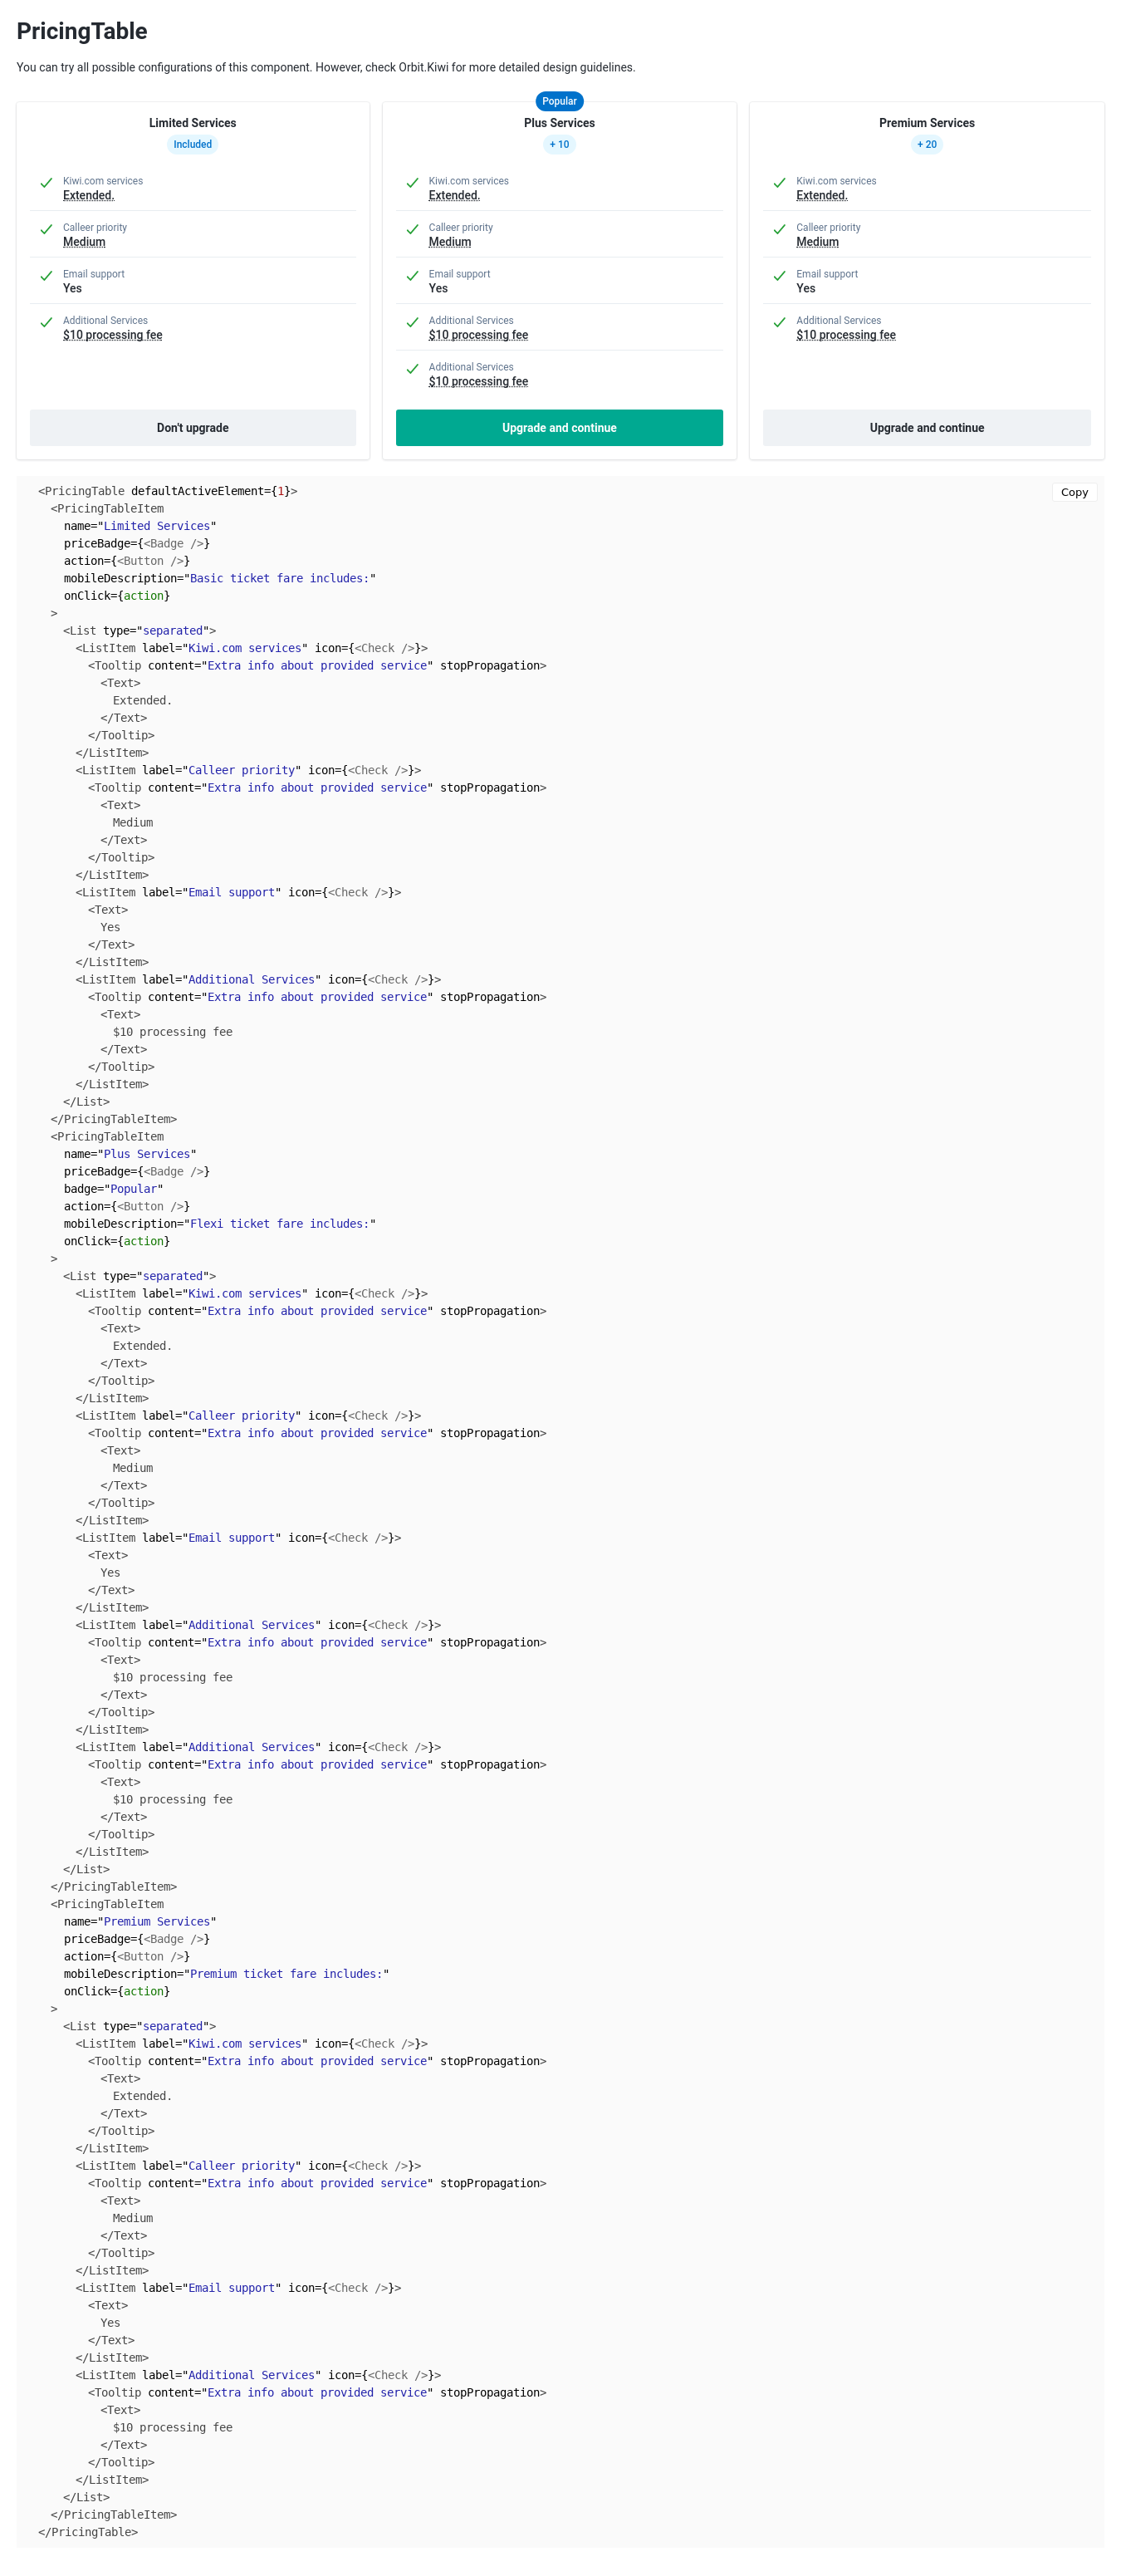 PricingTable
You can try all possible configurations of this component. However, check Orbit.Kiwi for more detailed design guidelines.
Limited Services
Included
Kiwi.com services
Extended.
Calleer priority
Medium
Email support
Yes
Additional Services
$10 processing fee
Don't upgrade
Popular
Plus Services
+ 10
Kiwi.com services
Extended.
Calleer priority
Medium
Email support
Yes
Additional Services
$10 processing fee
Additional Services
$10 processing fee
Upgrade and continue
Premium Services
+ 20
Kiwi.com services
Extended.
Calleer priority
Medium
Email support
Yes
Additional Services
$10 processing fee
Upgrade and continue
Copy
<PricingTable defaultActiveElement={1}>
<PricingTableItem
name="Limited Services"
priceBadge={<Badge />}
action={<Button />}
mobileDescription="Basic ticket fare includes:"
onClick={action}
>
<List type="separated">
<ListItem label="Kiwi.com services" icon={<Check />}>
<Tooltip content="Extra info about provided service" stopPropagation>
<Text>
Extended.
</Text>
</Tooltip>
</ListItem>
<ListItem label="Calleer priority" icon={<Check />}>
<Tooltip content="Extra info about provided service" stopPropagation>
<Text>
Medium
</Text>
</Tooltip>
</ListItem>
<ListItem label="Email support" icon={<Check />}>
<Text>
Yes
</Text>
</ListItem>
<ListItem label="Additional Services" icon={<Check />}>
<Tooltip content="Extra info about provided service" stopPropagation>
<Text>
$10 processing fee
</Text>
</Tooltip>
</ListItem>
</List>
</PricingTableItem>
<PricingTableItem
name="Plus Services"
priceBadge={<Badge />}
badge="Popular"
action={<Button />}
mobileDescription="Flexi ticket fare includes:"
onClick={action}
>
<List type="separated">
<ListItem label="Kiwi.com services" icon={<Check />}>
<Tooltip content="Extra info about provided service" stopPropagation>
<Text>
Extended.
</Text>
</Tooltip>
</ListItem>
<ListItem label="Calleer priority" icon={<Check />}>
<Tooltip content="Extra info about provided service" stopPropagation>
<Text>
Medium
</Text>
</Tooltip>
</ListItem>
<ListItem label="Email support" icon={<Check />}>
<Text>
Yes
</Text>
</ListItem>
<ListItem label="Additional Services" icon={<Check />}>
<Tooltip content="Extra info about provided service" stopPropagation>
<Text>
$10 processing fee
</Text>
</Tooltip>
</ListItem>
<ListItem label="Additional Services" icon={<Check />}>
<Tooltip content="Extra info about provided service" stopPropagation>
<Text>
$10 processing fee
</Text>
</Tooltip>
</ListItem>
</List>
</PricingTableItem>
<PricingTableItem
name="Premium Services"
priceBadge={<Badge />}
action={<Button />}
mobileDescription="Premium ticket fare includes:"
onClick={action}
>
<List type="separated">
<ListItem label="Kiwi.com services" icon={<Check />}>
<Tooltip content="Extra info about provided service" stopPropagation>
<Text>
Extended.
</Text>
</Tooltip>
</ListItem>
<ListItem label="Calleer priority" icon={<Check />}>
<Tooltip content="Extra info about provided service" stopPropagation>
<Text>
Medium
</Text>
</Tooltip>
</ListItem>
<ListItem label="Email support" icon={<Check />}>
<Text>
Yes
</Text>
</ListItem>
<ListItem label="Additional Services" icon={<Check />}>
<Tooltip content="Extra info about provided service" stopPropagation>
<Text>
$10 processing fee
</Text>
</Tooltip>
</ListItem>
</List>
</PricingTableItem>
</PricingTable>